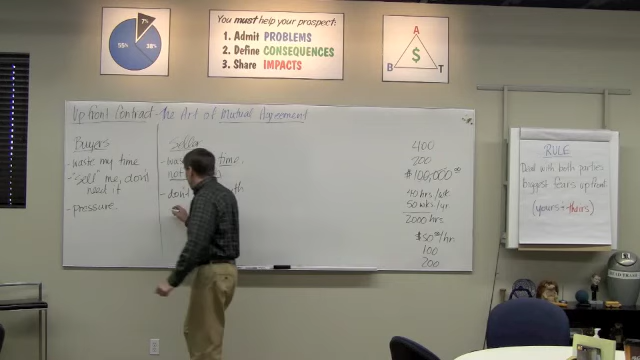 7%
55%
38%
You must help your prospect:
1. Admit PROBLEMS
2. Define CONSEQUENCES
3. Share IMPACTS
A
$
B
T
Up front Contract - the Art of Mutual Agreement
Buyers
- waste my time
- "sell" me, don't
need it
- pressure
Seller
time.
not
- don't
400
200
$100,000.00
40 hrs/wk
50 wks/yr
2000 hrs
$50.00/hr
100
200
RULE
Deal with both parties
biggest fears upfront
(yours + theirs)